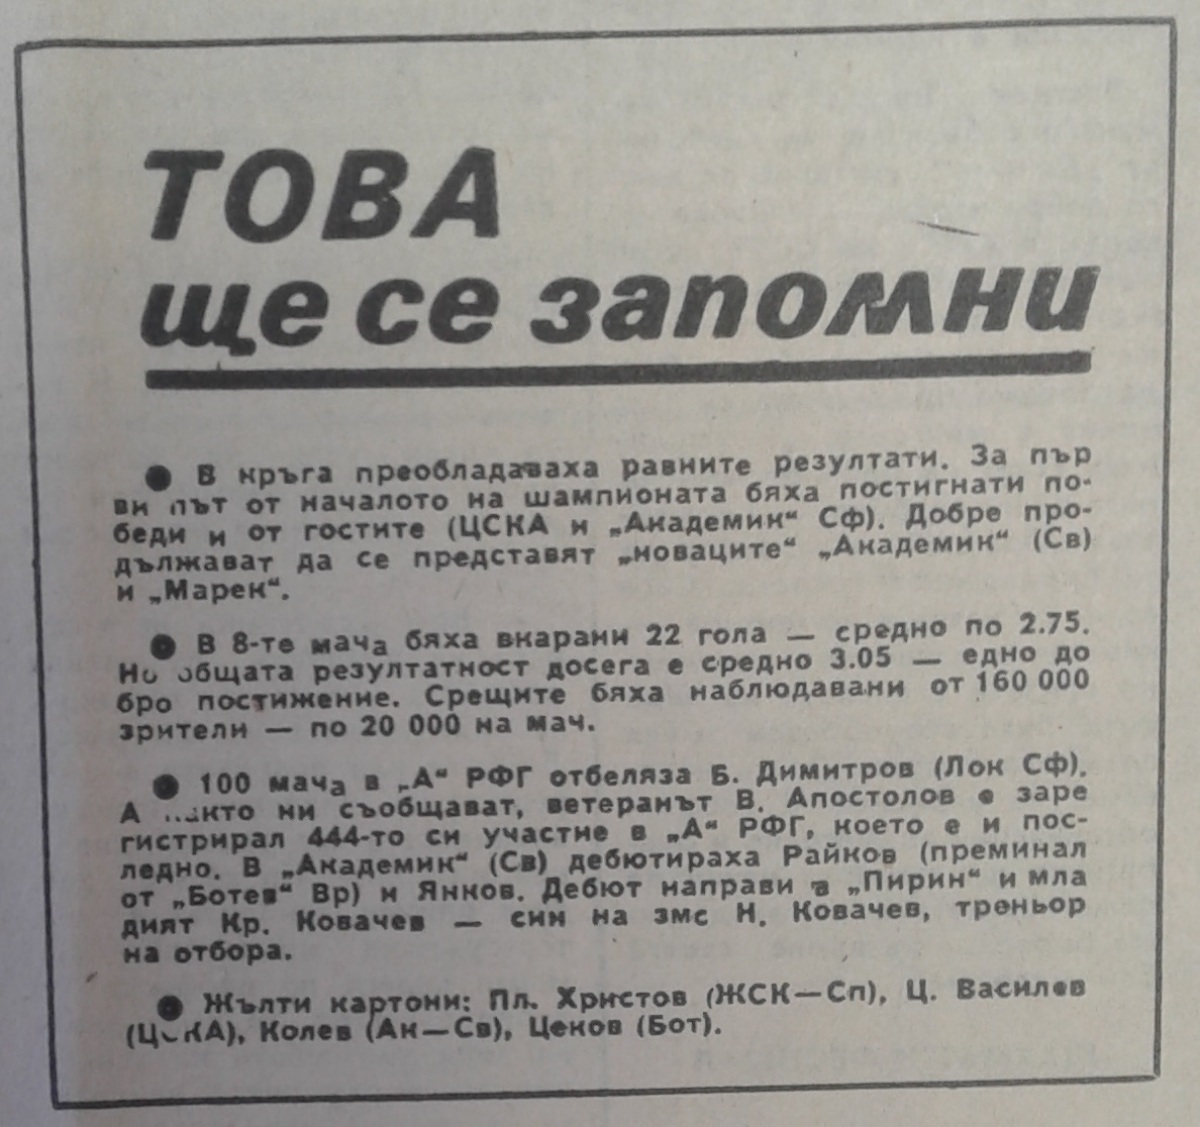 ТОВА
ще се запомни
● В кръга преобладаваха равните резултати. За пър
ви път от началото на шампионата бяха постигнати по-
беди и от гостите (ЦСКА и „Академик“ Сф). Добре про-
дължават да се представят „новаците“ „Академик“ (Св)
и „Марек“.
● В 8-те мача бяха вкарани 22 гола — средно по 2.75.
Но общата резултатност досега е средно 3.05 — едно до
бро постижение. Срещите бяха наблюдавани от 160 000
зрители — по 20 000 на мач.
● 100 мача в „А“ РФГ отбеляза Б. Димитров (Лок Сф).
А както ни съобщават, ветеранът В. Апостолов е заре
гистрирал 444-то си участие в „А“ РФГ, което е и пос-
ледно. В „Академик“ (Св) дебютираха Райков (преминал
от „Ботев“ Вр) и Янков. Дебют направи в „Пирин“ и мла
дият Кр. Ковачев — син на змс Н. Ковачев, треньор
на отбора.
● Жълти картони: Пл. Христов (ЖСК—Сп), Ц. Василев
(ЦСКА), Колев (Ак—Св), Цеков (Бот).